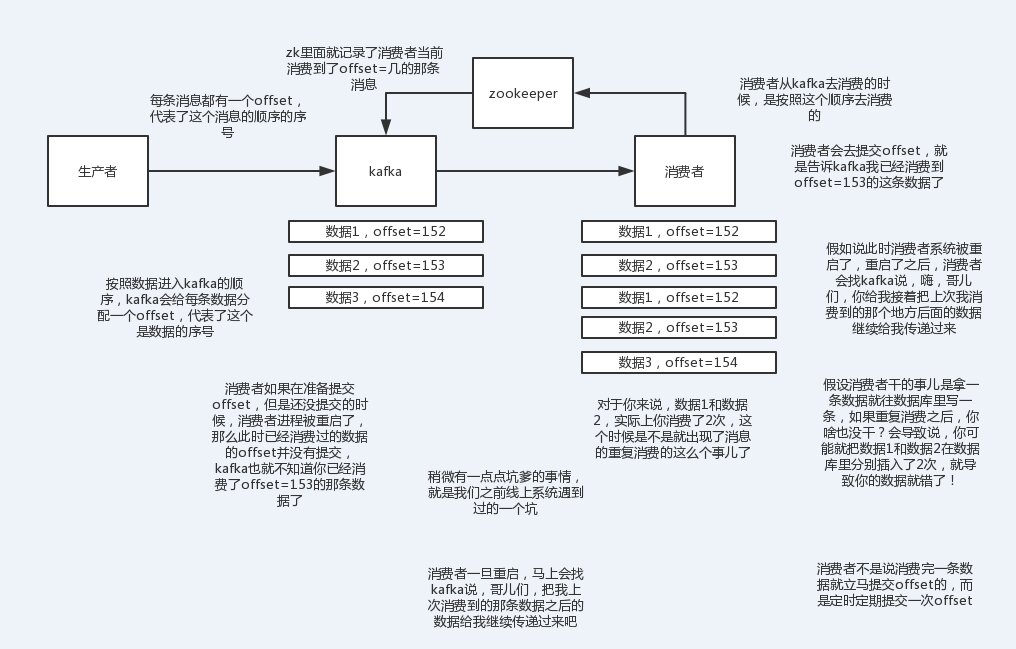 zk里面就记录了消费者当前
消费到了offset=几的那条
消息
zookeeper
消费者从kafka去消费的时
候，是按照这个顺序去消费
的
每条消息都有一个offset，
代表了这个消息的顺序的序
号
生产者
kafka
消费者
消费者会去提交offset，就
是告诉kafka我已经消费到
offset=153的这条数据了
数据1，offset=152
数据2，offset=153
数据3，offset=154
数据1，offset=152
数据2，offset=153
数据1，offset=152
数据2，offset=153
数据3，offset=154
假如说此时消费者系统被重
启了，重启了之后，消费者
会找kafka说，嗨，哥儿
们，你给我接着把上次我消
费到的那个地方后面的数据
继续给我传递过来
按照数据进入kafka的顺
序，kafka会给每条数据分
配一个offset，代表了这个
是数据的序号
消费者如果在准备提交
offset，但是还没提交的时
候，消费者进程被重启了，
那么此时已经消费过的数据
的offset并没有提交，
kafka也就不知道你已经消
费了offset=153的那条数
据了
对于你来说，数据1和数据
2，实际上你消费了2次，这
个时候是不是就出现了消息
的重复消费的这么个事儿了
假设消费者干的事儿是拿一
条数据就往数据库里写一
条，如果重复消费之后，你
啥也没干？会导致说，你可
能就把数据1和数据2在数据
库里分别插入了2次，就导
致你的数据就错了！
稍微有一点点坑爹的事情，
就是我们之前线上系统遇到
过的一个坑
消费者一旦重启，马上会找
kafka说，哥儿们，把我上
次消费到的那条数据之后的
数据给我继续传递过来吧
消费者不是说消费完一条数
据就立马提交offset的，而
是定时定期提交一次offset